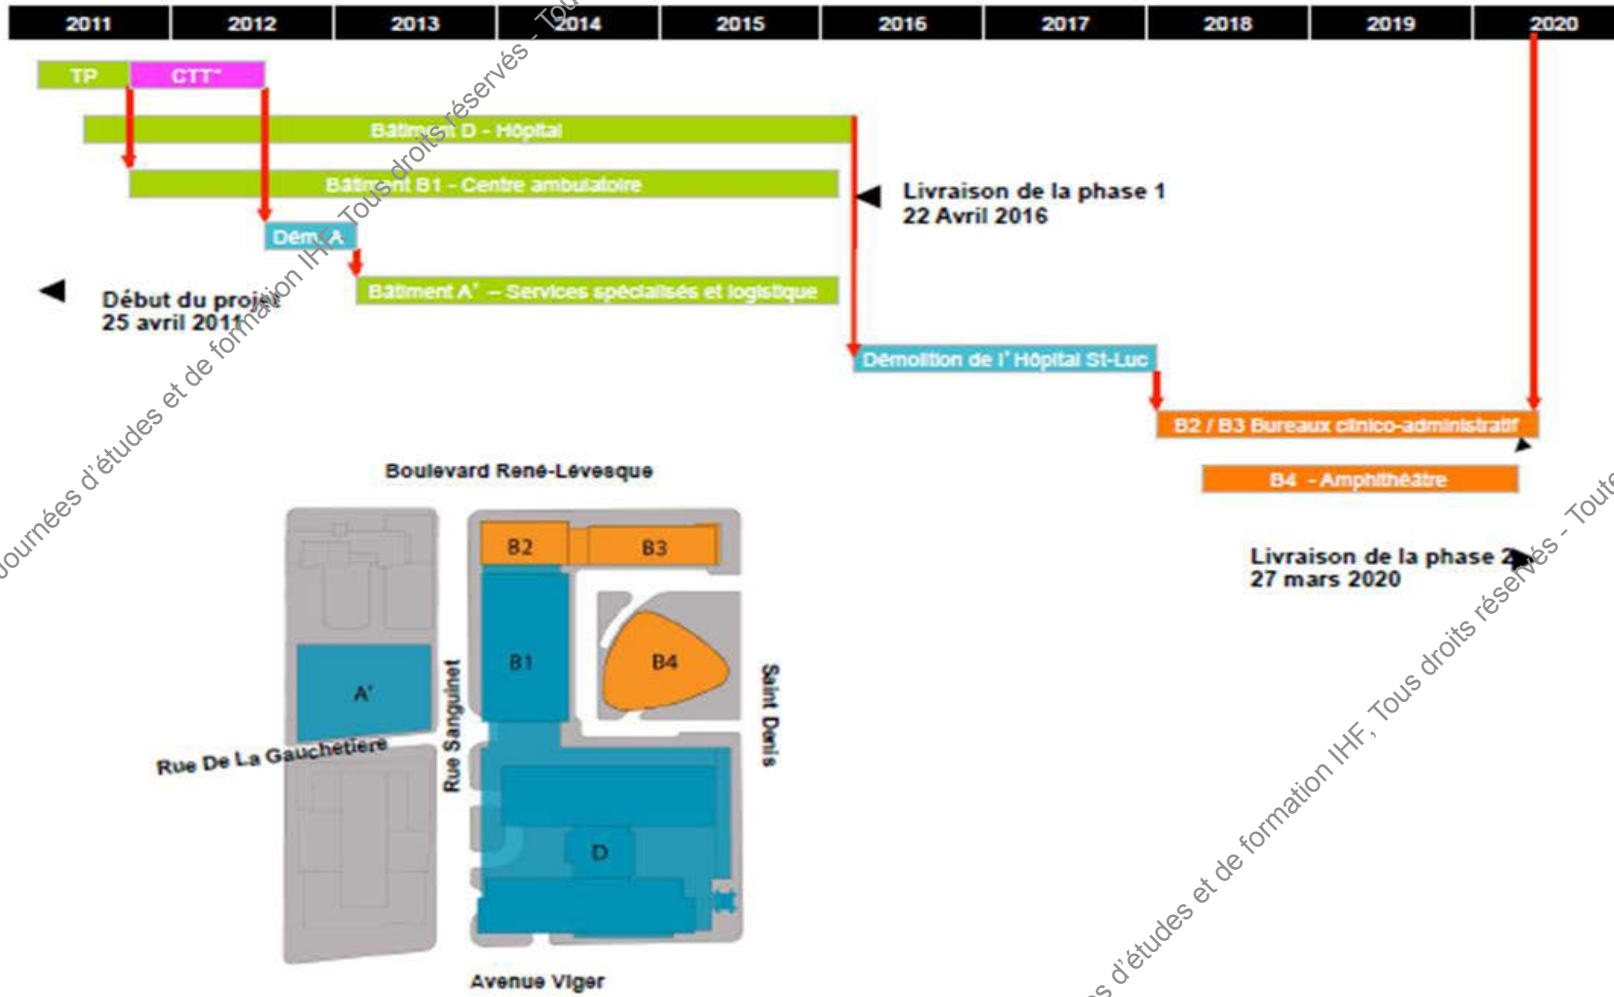 2011 2012 2013 2014 2015 2016 2017 2018 2019 2020
TP CTT*
Bâtiment D - Hôpital
Bâtiment B1 - Centre ambulatoire
Livraison de la phase 1
22 Avril 2016
Dém. A
Début du projet
25 avril 2011
Bâtiment A' – Services spécialisés et logistique
Démolition de l'Hôpital St-Luc
B2 / B3 Bureaux clinico-administratif
B4 - Amphithéâtre
Livraison de la phase 2
27 mars 2020
Boulevard René-Lévesque
B2 B3
B1
B4
A'
Rue Sanguinet
Saint Denis
Rue De La Gauchetière
D
Avenue Viger
Journées d'études et de formation IHF, Tous droits réservés - Tou
es d'études et de formation IHF, Tous droits réservés - Toute